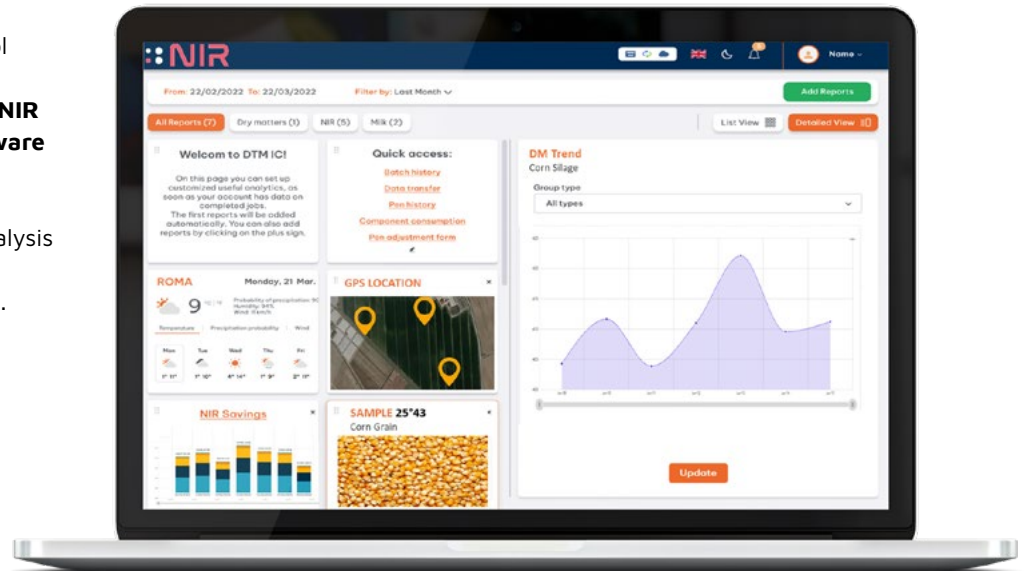 ol
NIR
ware
alysis
.
NIR
Name
From: 22/02/2022 To: 22/03/2022
Filter by: Last Month
Add Reports
All Reports (7)
Dry matters (1)
NIR (5)
Milk (2)
List View
Detailed View
Welcom to DTM IC!
On this page you can set up
customized useful analytics, as
soon as your account has data on
completed jobs.
The first reports will be added
automatically. You can also add
reports by clicking on the plus sign,
Quick access:
Batch history
Data transfer
Pen history
Component consumption
Pen adjustment form
DM Trend
Corn Silage
Group type
All types
Update
ROMA
Monday, 21 Mar.
9
Temperature
Precipitation probability
Wind
Mon
Tue
Wed
Thu
Fri
GPS LOCATION
NIR Savings
SAMPLE 25°43
Corn Grain